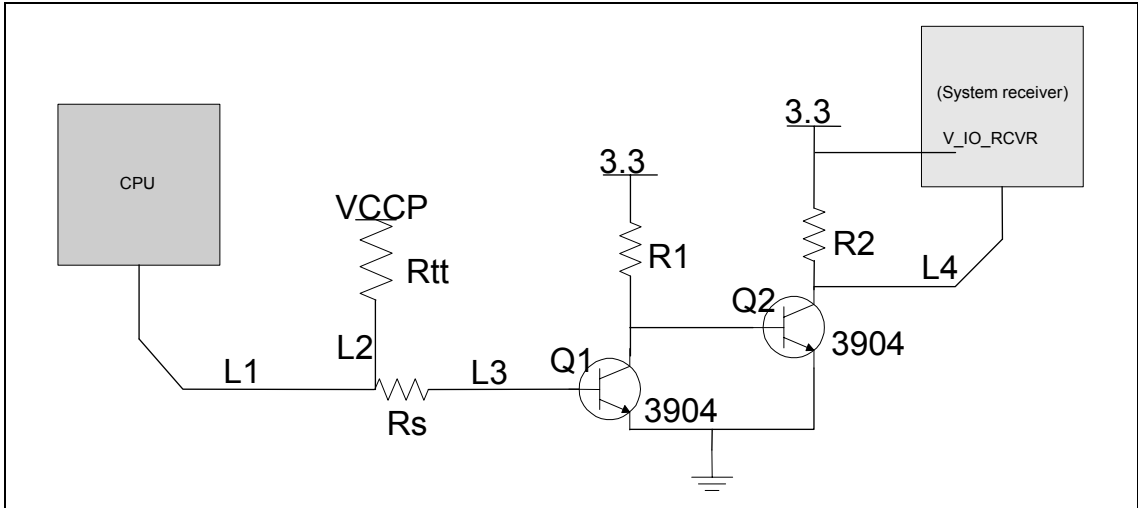 (System receiver)
3.3
V_IO_RCVR
3.3
CPU
VCCP
R1
R2
Rtt
L4
Q2
L2
3904
L1
L3
Q1
Rs
3904